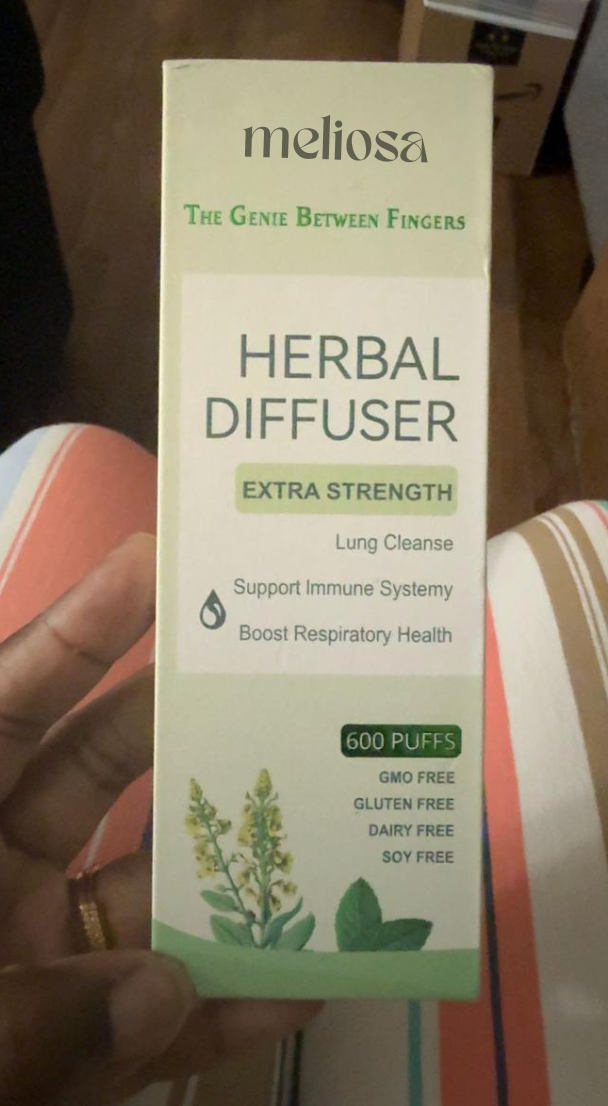 meliosa
THE GENIE BETWEEN FINGERS
HERBAL
DIFFUSER
EXTRA STRENGTH
Lung Cleanse
Support Immune Systemy
Boost Respiratory Health
600 PUFFS
GMO FREE
GLUTEN FREE
DAIRY FREE
SOY FREE